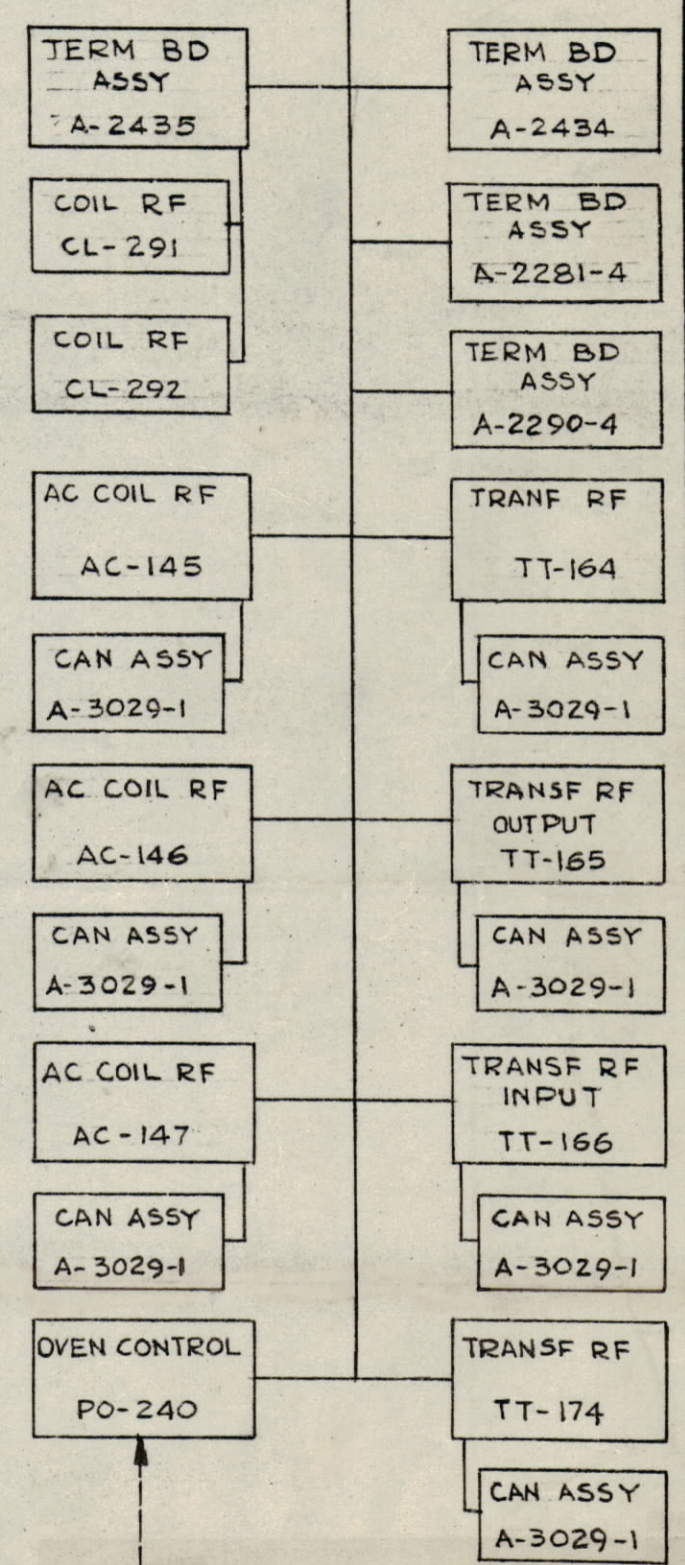 TERM BD
ASSY
A-2435
COIL RF
CL-291
COIL RF
CL-292
AC COIL RF
AC-145
CAN ASSY
A-3029-1
AC COIL RF
AC-146
CAN ASSY
A-3029-1
AC COIL RF
AC-147
CAN ASSY
A-3029-1
OVEN CONTROL
PO-240
TERM BD
ASSY
A-2434
TERM BD
ASSY
A-2281-4
TERM BD
ASSY
A-2290-4
TRANF RF
TT-164
CAN ASSY
A-3029-1
TRANSF RF
OUTPUT
TT-165
CAN ASSY
A-3029-1
TRANSF RF
INPUT
TT-166
CAN ASSY
A-3029-1
TRANSF RF
TT-174
CAN ASSY
A-3029-1